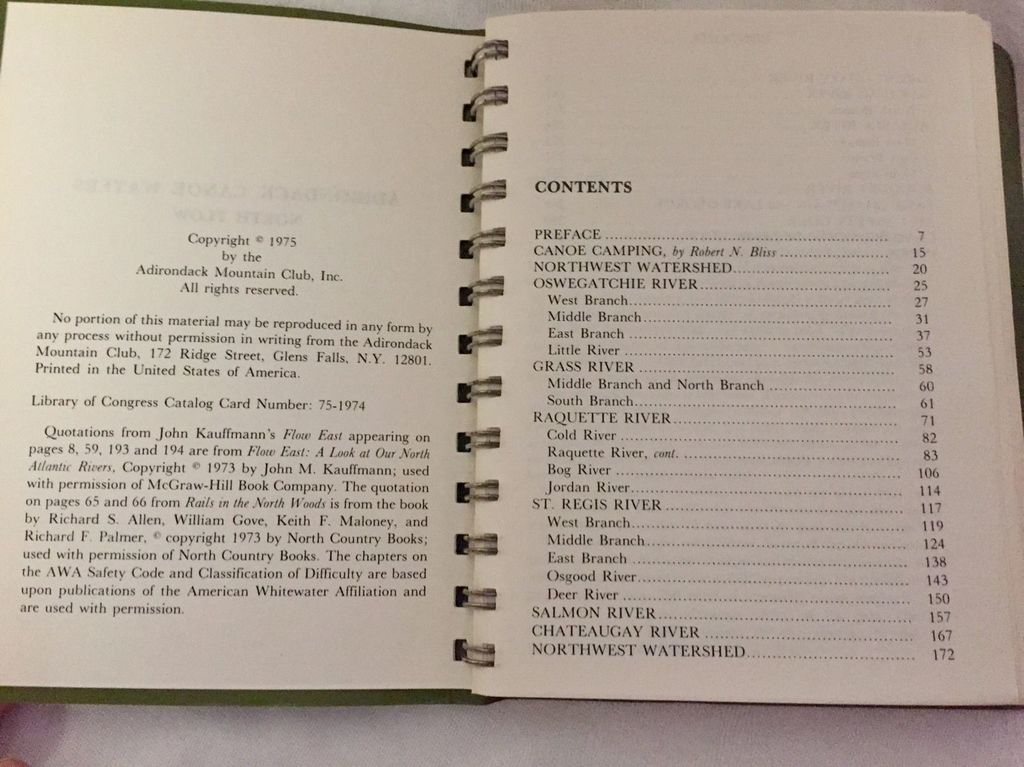 Copyright © 1975
by the
Adirondack Mountain Club, Inc.
All rights reserved.
No portion of this material may be reproduced in any form by
any process without permission in writing from the Adirondack
Mountain Club, 172 Ridge Street, Glens Falls, N.Y. 12801.
Printed in the United States of America.
Library of Congress Catalog Card Number: 75-1974
Quotations from John Kauffmann's Flow East appearing on
pages 8, 59, 193 and 194 are from Flow East: A Look at Our North
Atlantic Rivers, Copyright © 1973 by John M. Kauffmann; used
with permission of McGraw-Hill Book Company. The quotation
on pages 65 and 66 from Rails in the North Woods is from the book
by Richard S. Allen, William Gove, Keith F. Maloney, and
Richard F. Palmer, © copyright 1973 by North Country Books;
used with permission of North Country Books. The chapters on
the AWA Safety Code and Classification of Difficulty are based
upon publications of the American Whitewater Affiliation and
are used with permission.
CONTENTS
PREFACE 7
CANOE CAMPING, by Robert N. Bliss 15
NORTHWEST WATERSHED 20
OSWEGATCHIE RIVER 25
West Branch 27
Middle Branch 31
East Branch 37
Little River 53
GRASS RIVER 58
Middle Branch and North Branch 60
South Branch 61
RAQUETTE RIVER 71
Cold River 82
Raquette River, cont. 83
Bog River 106
Jordan River 114
ST. REGIS RIVER 117
West Branch 119
Middle Branch 124
East Branch 138
Osgood River 143
Deer River 150
SALMON RIVER 157
CHATEAUGAY RIVER 167
NORTHWEST WATERSHED 172